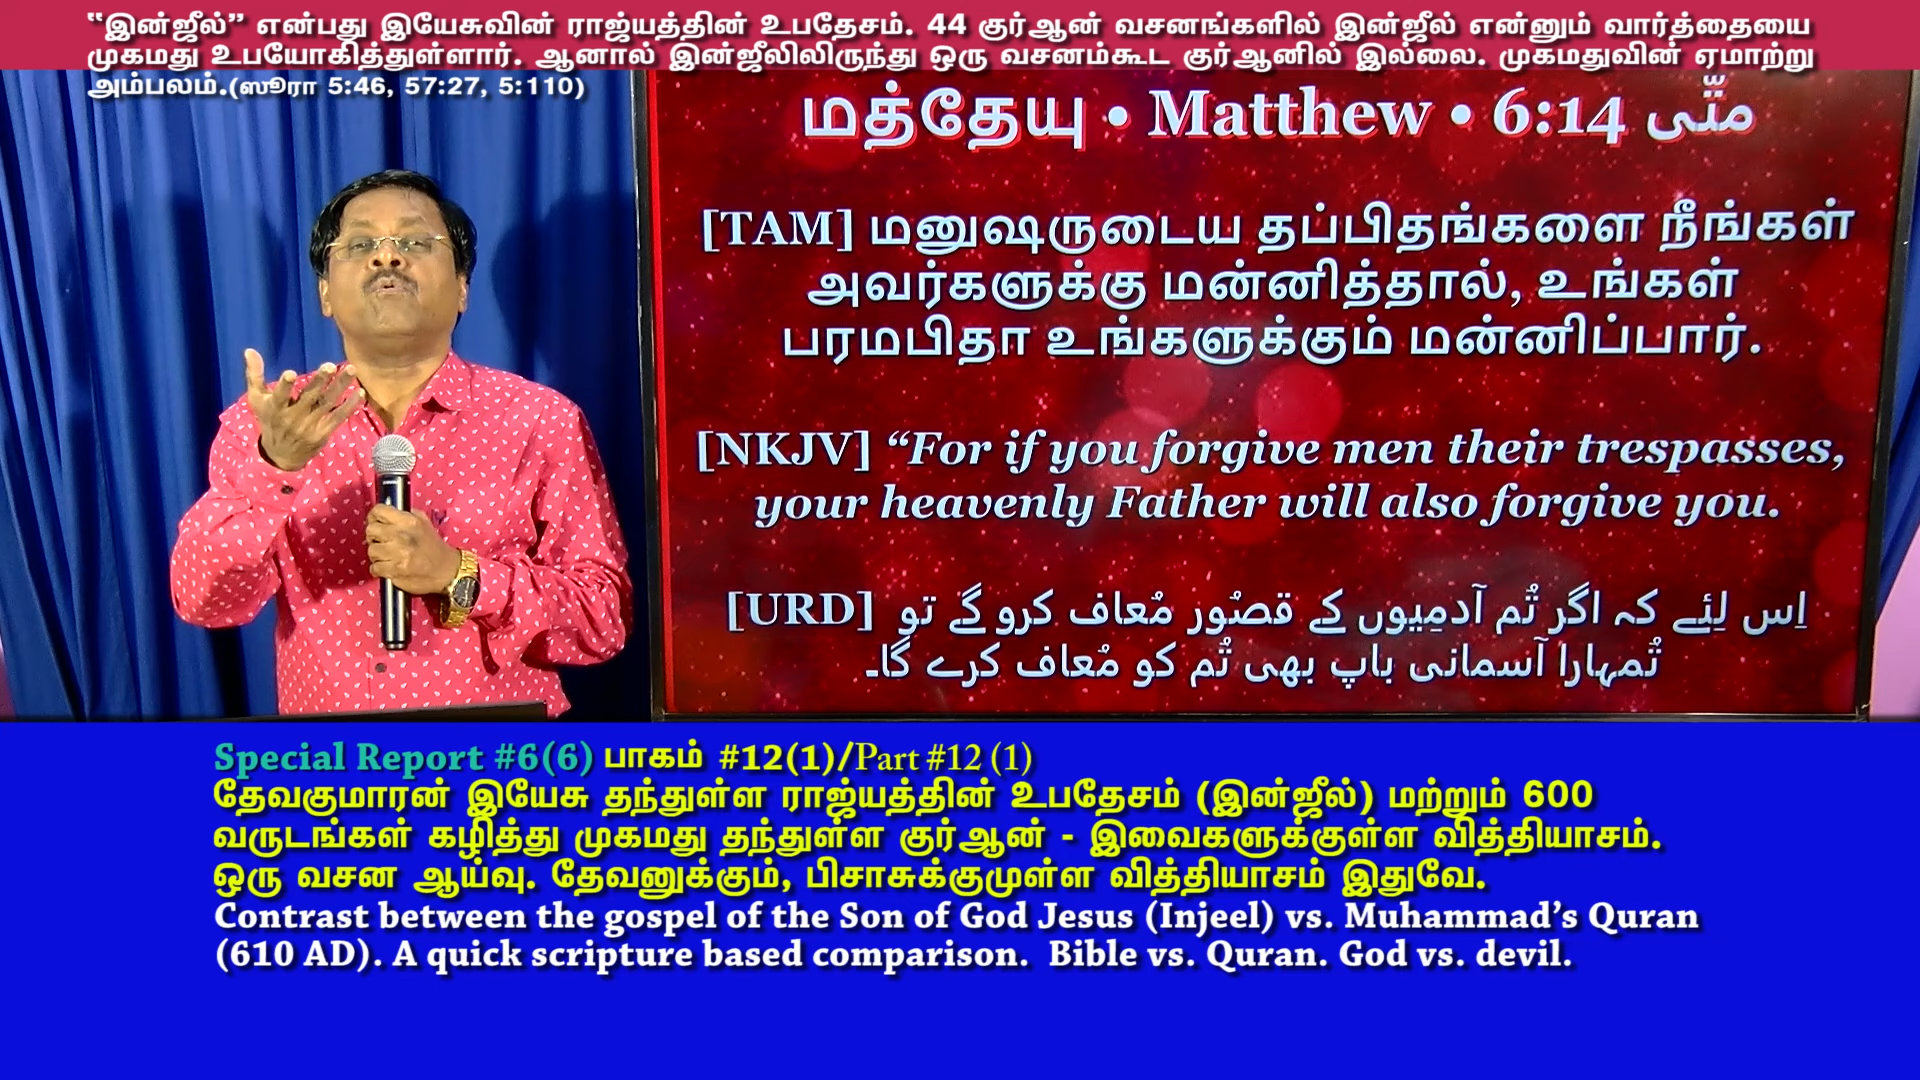 “இன்ஜீல்” என்பது இயேசுவின் ராஜ்யத்தின் உபதேசம். 44 குர்ஆன் வசனங்களில் இன்ஜீல் என்னும் வார்த்தையை
முகமது உபயோகித்துள்ளார். ஆனால் இன்ஜீலிலிருந்து ஒரு வசனம்கூட குர்ஆனில் இல்லை. முகமதுவின் ஏமாற்று
அம்பலம்.(ஸூரா 5:46, 57:27, 5:110)
மத்தேயு • Matthew • 6:14 متّی
[TAM] மனுஷருடைய தப்பிதங்களை நீங்கள்
அவர்களுக்கு மன்னித்தால், உங்கள்
பரமபிதா உங்களுக்கும் மன்னிப்பார்.
[NKJV] “For if you forgive men their trespasses,
your heavenly Father will also forgive you.
[URD] اِس لِئے کہ اگر تُم آدمِیوں کے قصُور مُعاف کرو گے تو
تُمہارا آسمانی باپ بھی تُم کو مُعاف کرے گا۔
Special Report #6(6) பாகம் #12(1)/Part #12 (1)
தேவகுமாரன் இயேசு தந்துள்ள ராஜ்யத்தின் உபதேசம் (இன்ஜீல்) மற்றும் 600
வருடங்கள் கழித்து முகமது தந்துள்ள குர்ஆன் - இவைகளுக்குள்ள வித்தியாசம்.
ஒரு வசன ஆய்வு. தேவனுக்கும், பிசாசுக்குமுள்ள வித்தியாசம் இதுவே.
Contrast between the gospel of the Son of God Jesus (Injeel) vs. Muhammad’s Quran
(610 AD). A quick scripture based comparison. Bible vs. Quran. God vs. devil.